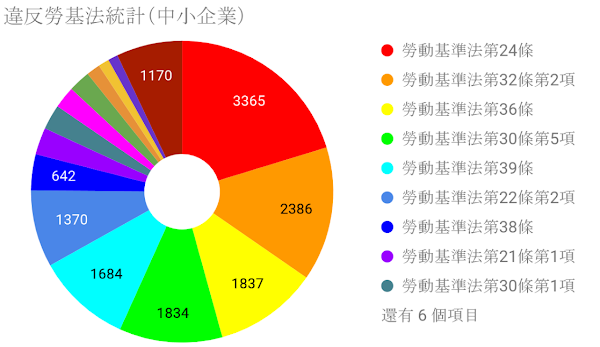 違反勞基法統計（中小企業）
1170
3365
642
2386
1370
1684
1837
1834
勞動基準法第24條
勞動基準法第32條第2項
勞動基準法第36條
勞動基準法第30條第5項
勞動基準法第39條
勞動基準法第22條第2項
勞動基準法第38條
勞動基準法第21條第1項
勞動基準法第30條第1項
還有 6 個項目